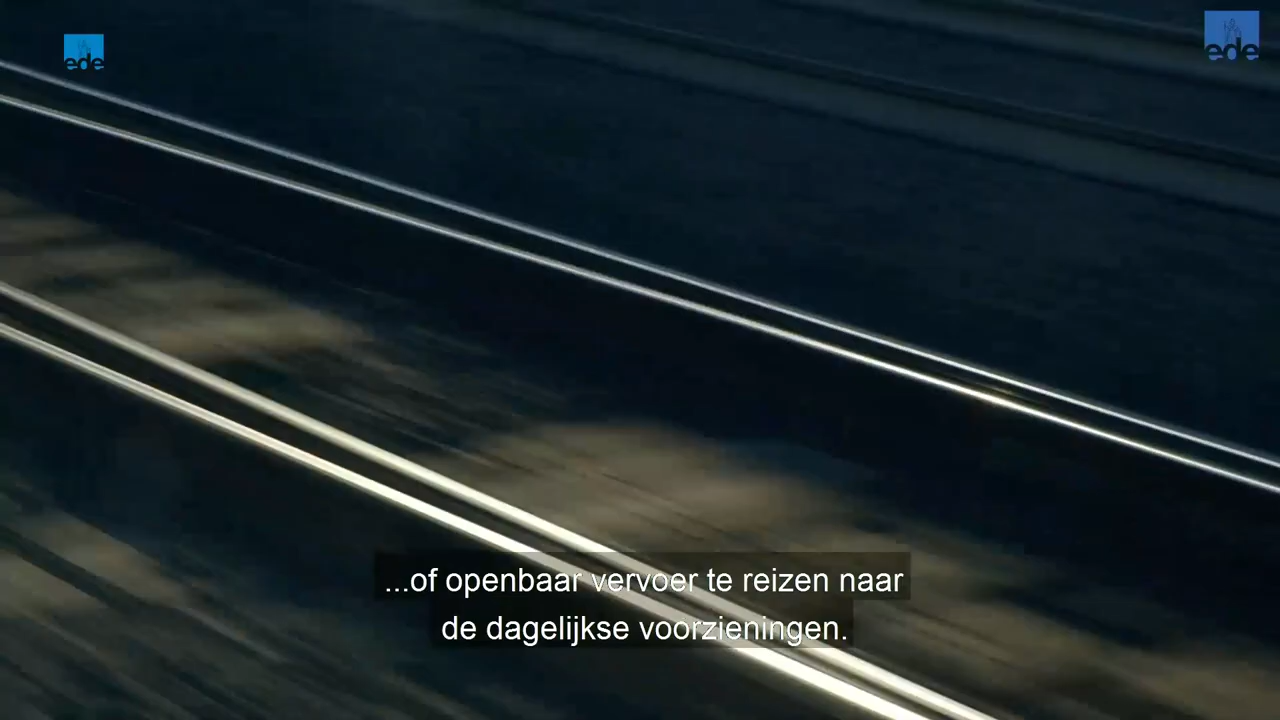 ede
ede
...of openbaar vervoer te reizen naar
de dagelijkse voorzieningen.